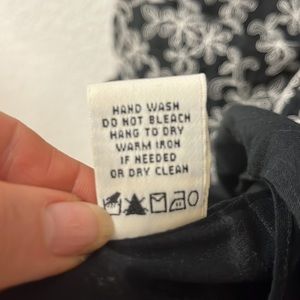 HAND WASH
DO NOT BLEACH
HANG TO DRY
WARM IRON
IF NEEDED
OR DRY CLEAN